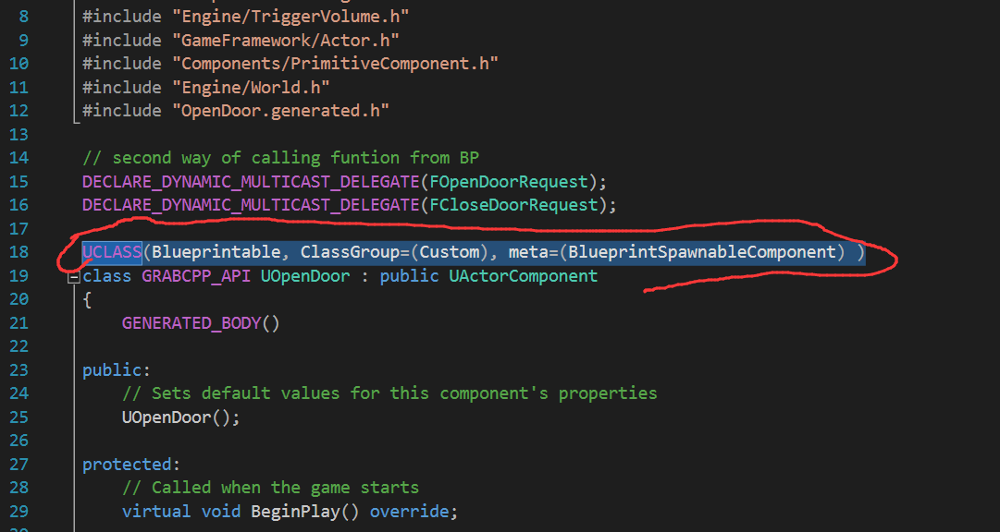 8 #include "Engine/TriggerVolume.h"
9 #include "GameFramework/Actor.h"
10 #include "Components/PrimitiveComponent.h"
11 #include "Engine/World.h"
12 #include "OpenDoor.generated.h"
13
14 // second way of calling funtion from BP
15 DECLARE_DYNAMIC_MULTICAST_DELEGATE(FOpenDoorRequest);
16 DECLARE_DYNAMIC_MULTICAST_DELEGATE(FCloseDoorRequest);
17
18 UCLASS(Blueprintable, ClassGroup=(Custom), meta=(BlueprintSpawnableComponent) )
19 class GRABCPP_API UOpenDoor : public UActorComponent
20 {
21 GENERATED_BODY()
22
23 public:
24 // Sets default values for this component's properties
25 UOpenDoor();
26
27 protected:
28 // Called when the game starts
29 virtual void BeginPlay() override;